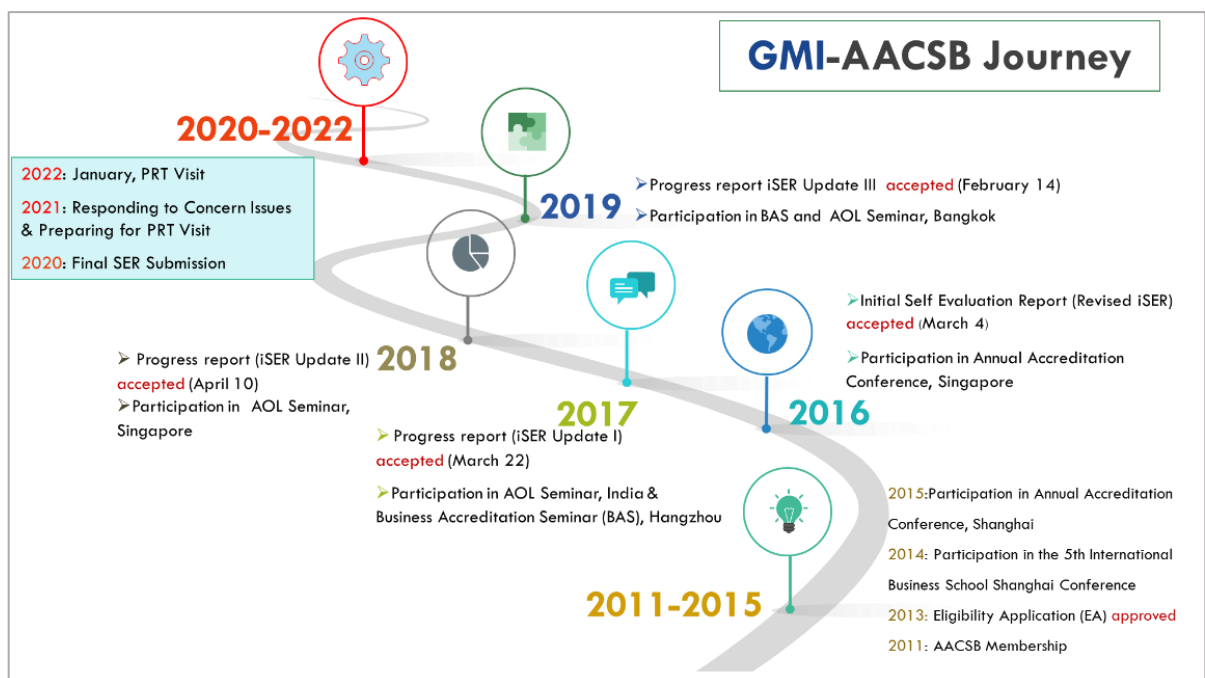 GMI-AACSB Journey
2020-2022
2022: January, PRT Visit
2021: Responding to Concern Issues
& Preparing for PRT Visit
2020: Final SER Submission
2019
➢Progress report iSER Update III accepted (February 14)
➢Participation in BAS and AOL Seminar, Bangkok
2018
➢ Progress report (iSER Update II)
accepted (April 10)
➢Participation in AOL Seminar,
Singapore
2017
➢ Progress report (iSER Update I)
accepted (March 22)
➢Participation in AOL Seminar, India &
Business Accreditation Seminar (BAS), Hangzhou
2016
➢Initial Self Evaluation Report (Revised iSER)
accepted (March 4)
➢Participation in Annual Accreditation
Conference, Singapore
2011-2015
2015:Participation in Annual Accreditation
Conference, Shanghai
2014: Participation in the 5th International
Business School Shanghai Conference
2013: Eligibility Application (EA) approved
2011: AACSB Membership